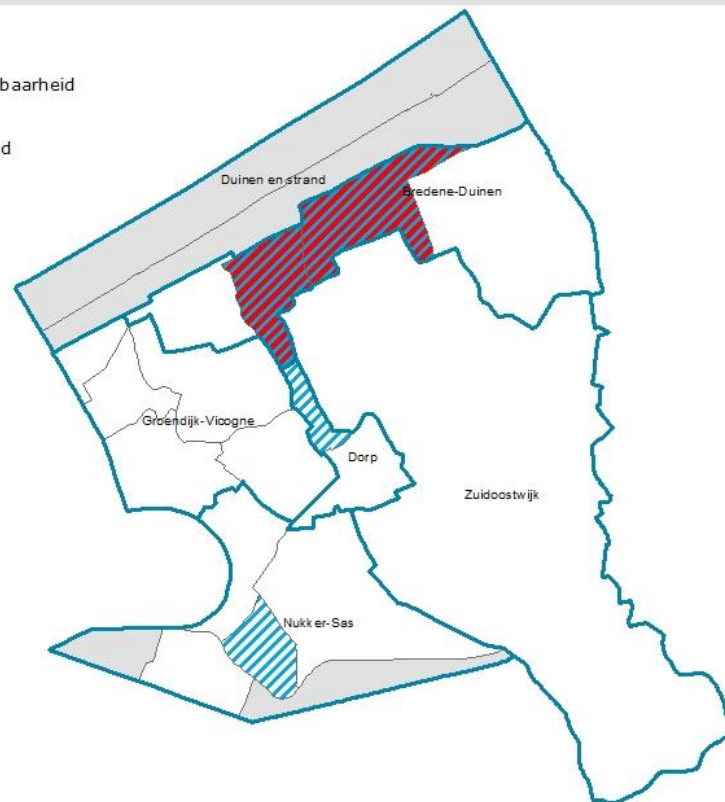 baarheid
d
Duinen en strand
Bredene-Duinen
Groendijk-Vicogne
Dorp
Zuidoostwijk
Nukker-Sas